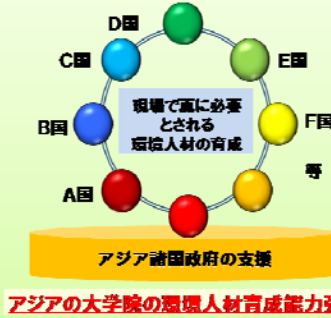 D国
C国
E国
B国
F国
等
A国
現場で真に必要
とされる
環境人材の育成
アジア諸国政府の支援
アジアの大学院の環境人材育成能力